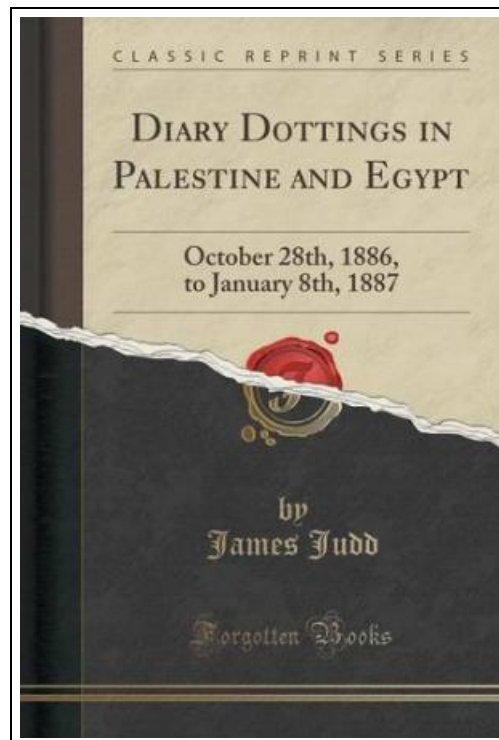 CLASSIC REPRINT SERIES
DIARY DOTTINGS IN
PALESTINE AND EGYPT
October 28th, 1886,
to January 8th, 1887
by
James Judd
Forgotten Books